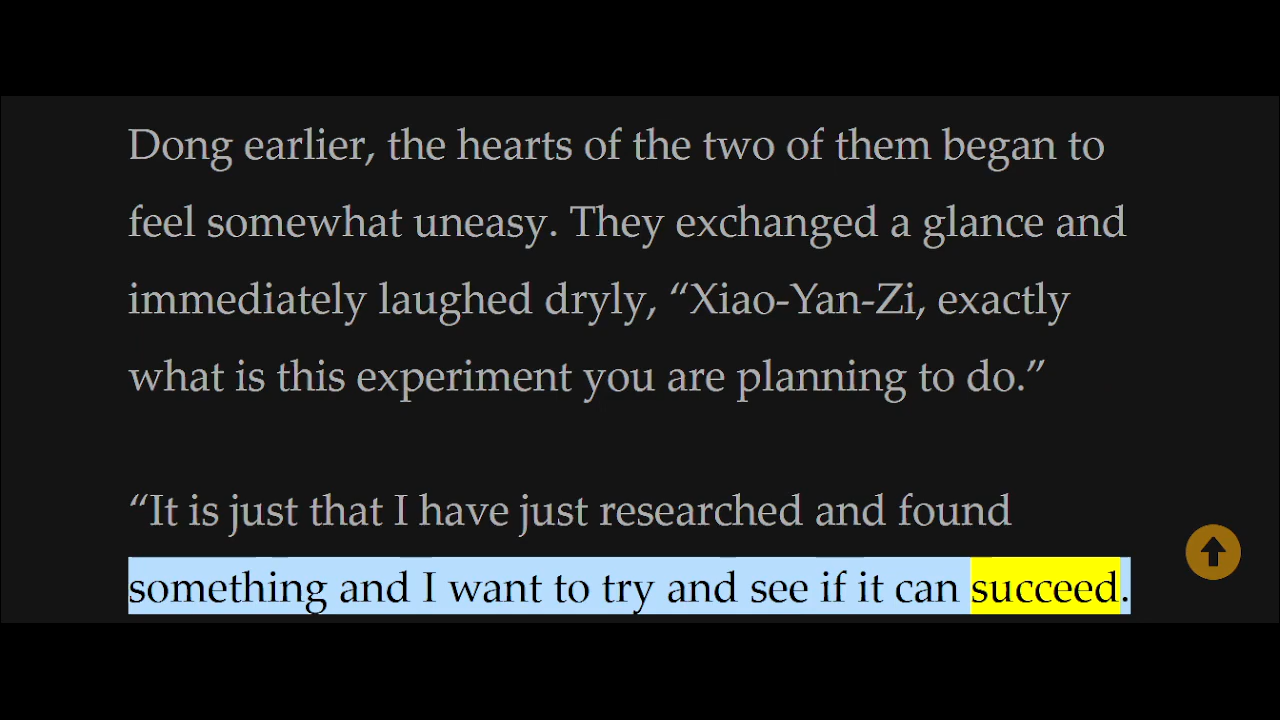 Dong earlier, the hearts of the two of them began to
feel somewhat uneasy. They exchanged a glance and
immediately laughed dryly, “Xiao-Yan-Zi, exactly
what is this experiment you are planning to do.”
“It is just that I have just researched and found
something and I want to try and see if it can succeed.